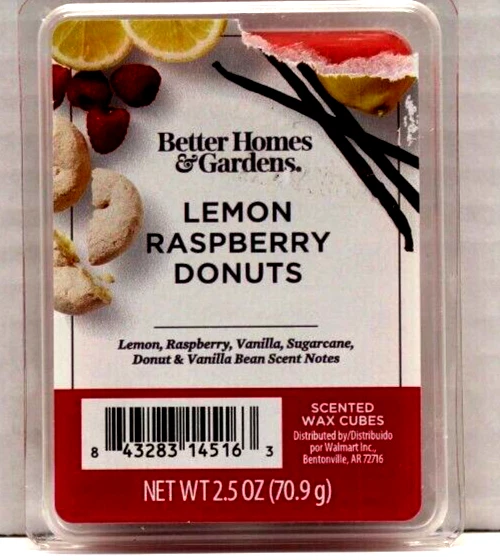 Better Homes
&Gardens.
LEMON
RASPBERRY
DONUTS
Lemon, Raspberry, Vanilla, Sugarcane,
Donut & Vanilla Bean Scent Notes
8 43283 14516 3
SCENTED
WAX CUBES
Distributed by/Distribuido
por Walmart Inc.,
Bentonville, AR 72716
NET WT 2.5 OZ (70.9 g)